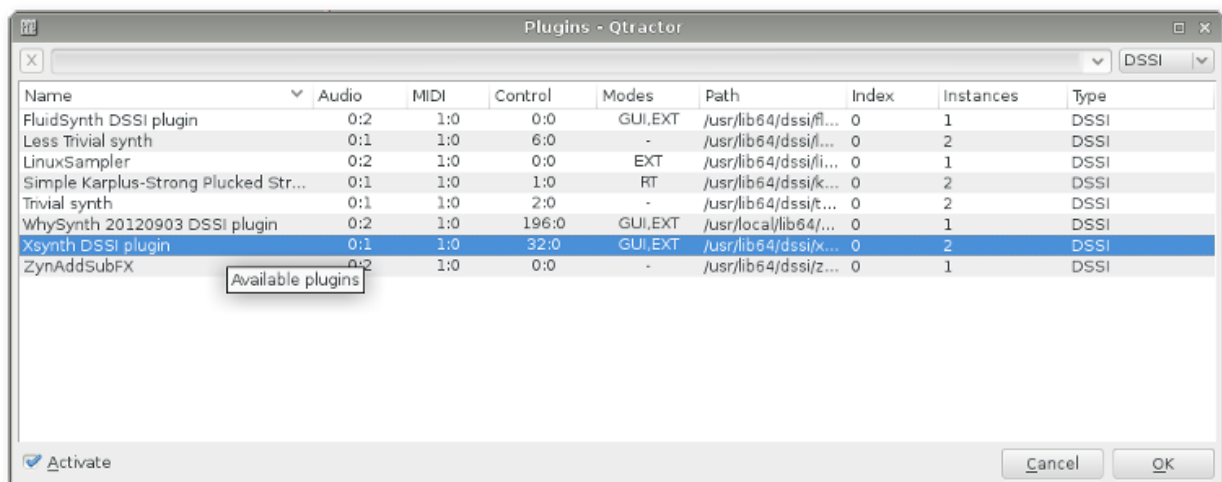 Plugins - Qtractor
X DSSI
Name Audio MIDI Control Modes Path Index Instances Type
FluidSynth DSSI plugin 0:2 1:0 0:0 GUI,EXT /usr/lib64/dssi/fl... 0 1 DSSI
Less Trivial synth 0:1 1:0 6:0 - /usr/lib64/dssi/l... 0 2 DSSI
LinuxSampler 0:2 1:0 0:0 EXT /usr/lib64/dssi/li... 0 1 DSSI
Simple Karplus-Strong Plucked Str... 0:1 1:0 1:0 RT /usr/lib64/dssi/k... 0 2 DSSI
Trivial synth 0:1 1:0 2:0 - /usr/lib64/dssi/t... 0 2 DSSI
WhySynth 20120903 DSSI plugin 0:2 1:0 196:0 GUI,EXT /usr/local/lib64/... 0 1 DSSI
Xsynth DSSI plugin 0:1 1:0 32:0 GUI,EXT /usr/lib64/dssi/x... 0 2 DSSI
ZynAddSubFX 0:2 1:0 0:0 - /usr/lib64/dssi/z... 0 1 DSSI
Available plugins
Activate Cancel OK